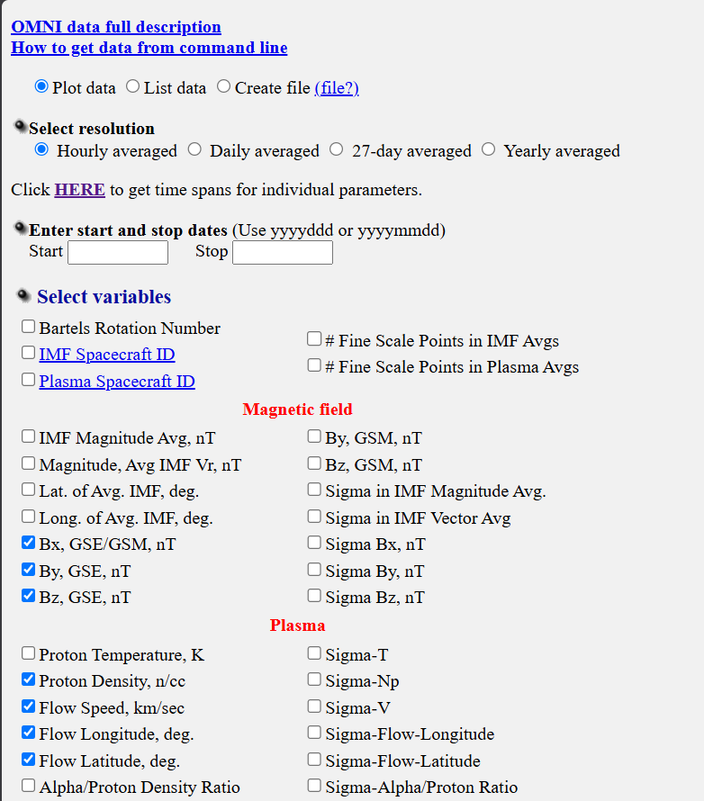 OMNI data full description
How to get data from command line
Plot data List data Create file (file?)
Select resolution
Hourly averaged Daily averaged 27-day averaged Yearly averaged
Click HERE to get time spans for individual parameters.
Enter start and stop dates (Use yyyyddd or yyyymmdd)
Start Stop
Select variables
Bartels Rotation Number
IMF Spacecraft ID
Plasma Spacecraft ID
# Fine Scale Points in IMF Avgs
# Fine Scale Points in Plasma Avgs
Magnetic field
IMF Magnitude Avg, nT
Magnitude, Avg IMF Vr, nT
Lat. of Avg. IMF, deg.
Long. of Avg. IMF, deg.
Bx, GSE/GSM, nT
By, GSE, nT
Bz, GSE, nT
By, GSM, nT
Bz, GSM, nT
Sigma in IMF Magnitude Avg.
Sigma in IMF Vector Avg
Sigma Bx, nT
Sigma By, nT
Sigma Bz, nT
Plasma
Proton Temperature, K
Proton Density, n/cc
Flow Speed, km/sec
Flow Longitude, deg.
Flow Latitude, deg.
Alpha/Proton Density Ratio
Sigma-T
Sigma-Np
Sigma-V
Sigma-Flow-Longitude
Sigma-Flow-Latitude
Sigma-Alpha/Proton Ratio